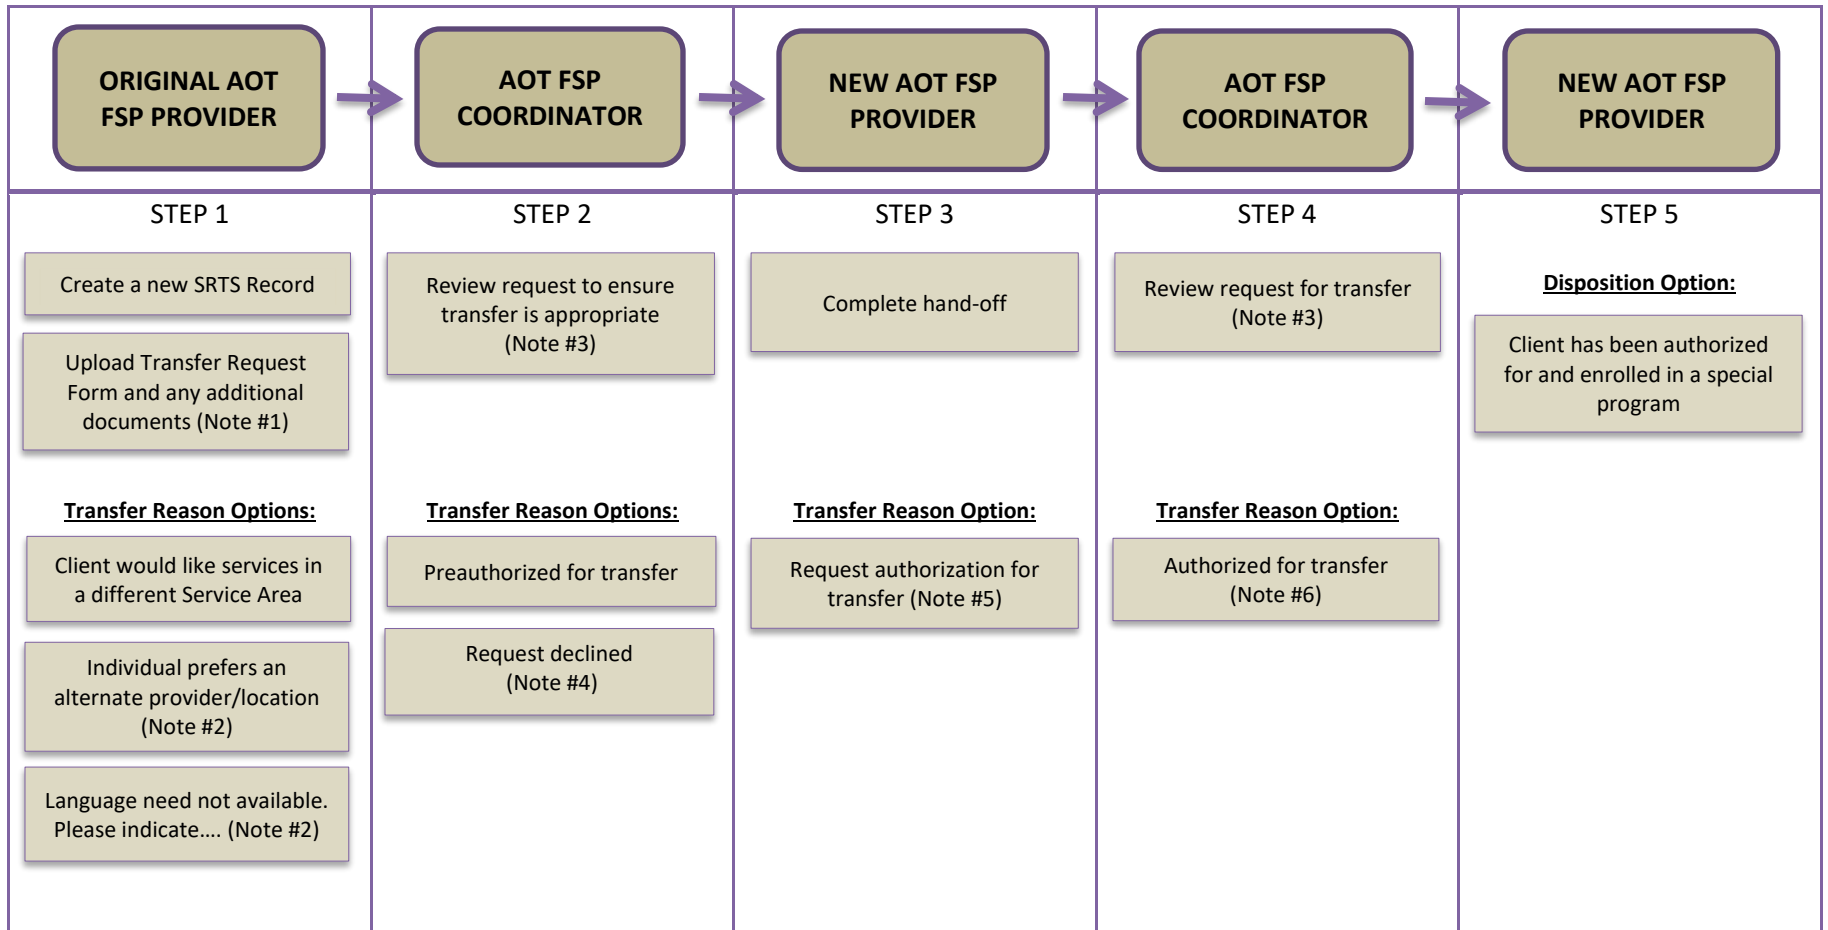 ORIGINAL AOT
FSP PROVIDER
AOT FSP
COORDINATOR
NEW AOT FSP
PROVIDER
AOT FSP
COORDINATOR
NEW AOT FSP
PROVIDER
STEP 1
Create a new SRTS Record
Upload Transfer Request
Form and any additional
documents (Note #1)
Transfer Reason Options:
Client would like services in
a different Service Area
Individual prefers an
alternate provider/location
(Note #2)
Language need not available.
Please indicate…. (Note #2)
STEP 2
Review request to ensure
transfer is appropriate
(Note #3)
Transfer Reason Options:
Preauthorized for transfer
Request declined
(Note #4)
STEP 3
Complete hand-off
Transfer Reason Option:
Request authorization for
transfer (Note #5)
STEP 4
Review request for transfer
(Note #3)
Transfer Reason Option:
Authorized for transfer
(Note #6)
STEP 5
Disposition Option:
Client has been authorized
for and enrolled in a special
program